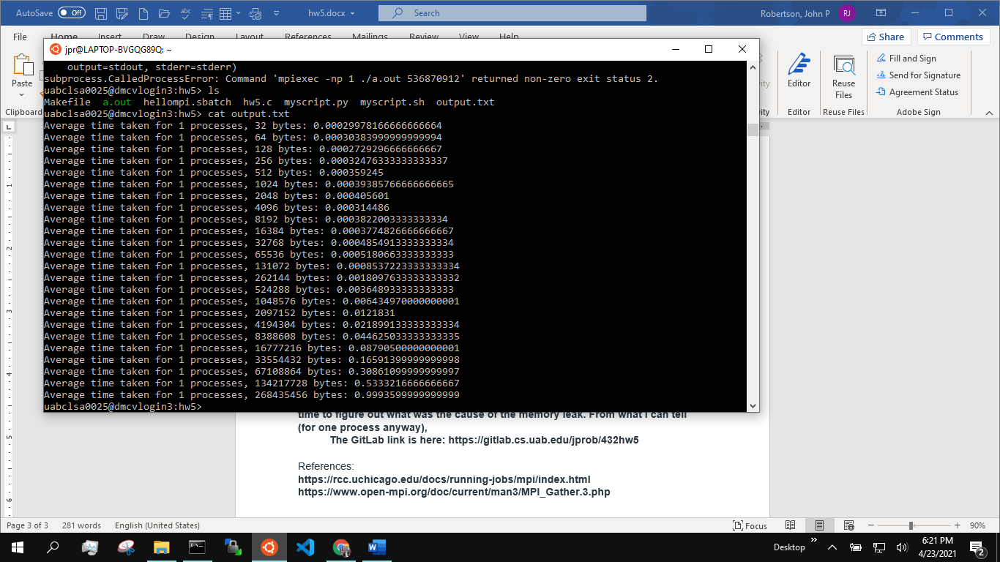 AutoSave Off hw5.docx Search Robertson, John P RJ
File Home Insert Draw Design Layout References Mailings Review View Help Share Comments
jpr@LAPTOP-BVGQG89Q: ~
Paste
Clipboard
Editor
Editor
Reuse Files
Reuse Files
Fill and Sign
Send for Signature
Agreement Status
Adobe Sign
output=stdout, stderr=stderr)
subprocess.CalledProcessError: Command 'mpiexec -np 1 ./a.out 536870912' returned non-zero exit status 2.
uabclsa0025@dmcvlogin3:hw5> ls
Makefile a.out hellompi.sbatch hw5.c myscript.py myscript.sh output.txt
uabclsa0025@dmcvlogin3:hw5> cat output.txt
Average time taken for 1 processes, 32 bytes: 0.00029978166666666664
Average time taken for 1 processes, 64 bytes: 0.00030383999999999994
Average time taken for 1 processes, 128 bytes: 0.00027292966666666667
Average time taken for 1 processes, 256 bytes: 0.00032476333333333337
Average time taken for 1 processes, 512 bytes: 0.000359245
Average time taken for 1 processes, 1024 bytes: 0.00039385766666666665
Average time taken for 1 processes, 2048 bytes: 0.000405601
Average time taken for 1 processes, 4096 bytes: 0.000314486
Average time taken for 1 processes, 8192 bytes: 0.00038220033333333334
Average time taken for 1 processes, 16384 bytes: 0.0003774826666666667
Average time taken for 1 processes, 32768 bytes: 0.0004854913333333334
Average time taken for 1 processes, 65536 bytes: 0.0005180663333333333
Average time taken for 1 processes, 131072 bytes: 0.0008537223333333334
Average time taken for 1 processes, 262144 bytes: 0.0018097633333333332
Average time taken for 1 processes, 524288 bytes: 0.003648933333333333
Average time taken for 1 processes, 1048576 bytes: 0.006434970000000001
Average time taken for 1 processes, 2097152 bytes: 0.0121831
Average time taken for 1 processes, 4194304 bytes: 0.021899133333333334
Average time taken for 1 processes, 8388608 bytes: 0.044625033333333335
Average time taken for 1 processes, 16777216 bytes: 0.08790500000000001
Average time taken for 1 processes, 33554432 bytes: 0.16591399999999998
Average time taken for 1 processes, 67108864 bytes: 0.30861099999999997
Average time taken for 1 processes, 134217728 bytes: 0.5333216666666667
Average time taken for 1 processes, 268435456 bytes: 0.9993599999999999
uabclsa0025@dmcvlogin3:hw5>
time to figure out what was the cause of the memory leak. From what I can tell
(for one process anyway),
The GitLab link is here: https://gitlab.cs.uab.edu/jprob/432hw5
References:
https://rcc.uchicago.edu/docs/running-jobs/mpi/index.html
https://www.open-mpi.org/doc/current/man3/MPI_Gather.3.php
Page 3 of 3 281 words English (United States) Focus 90%
Desktop 6:21 PM
4/23/2021 2